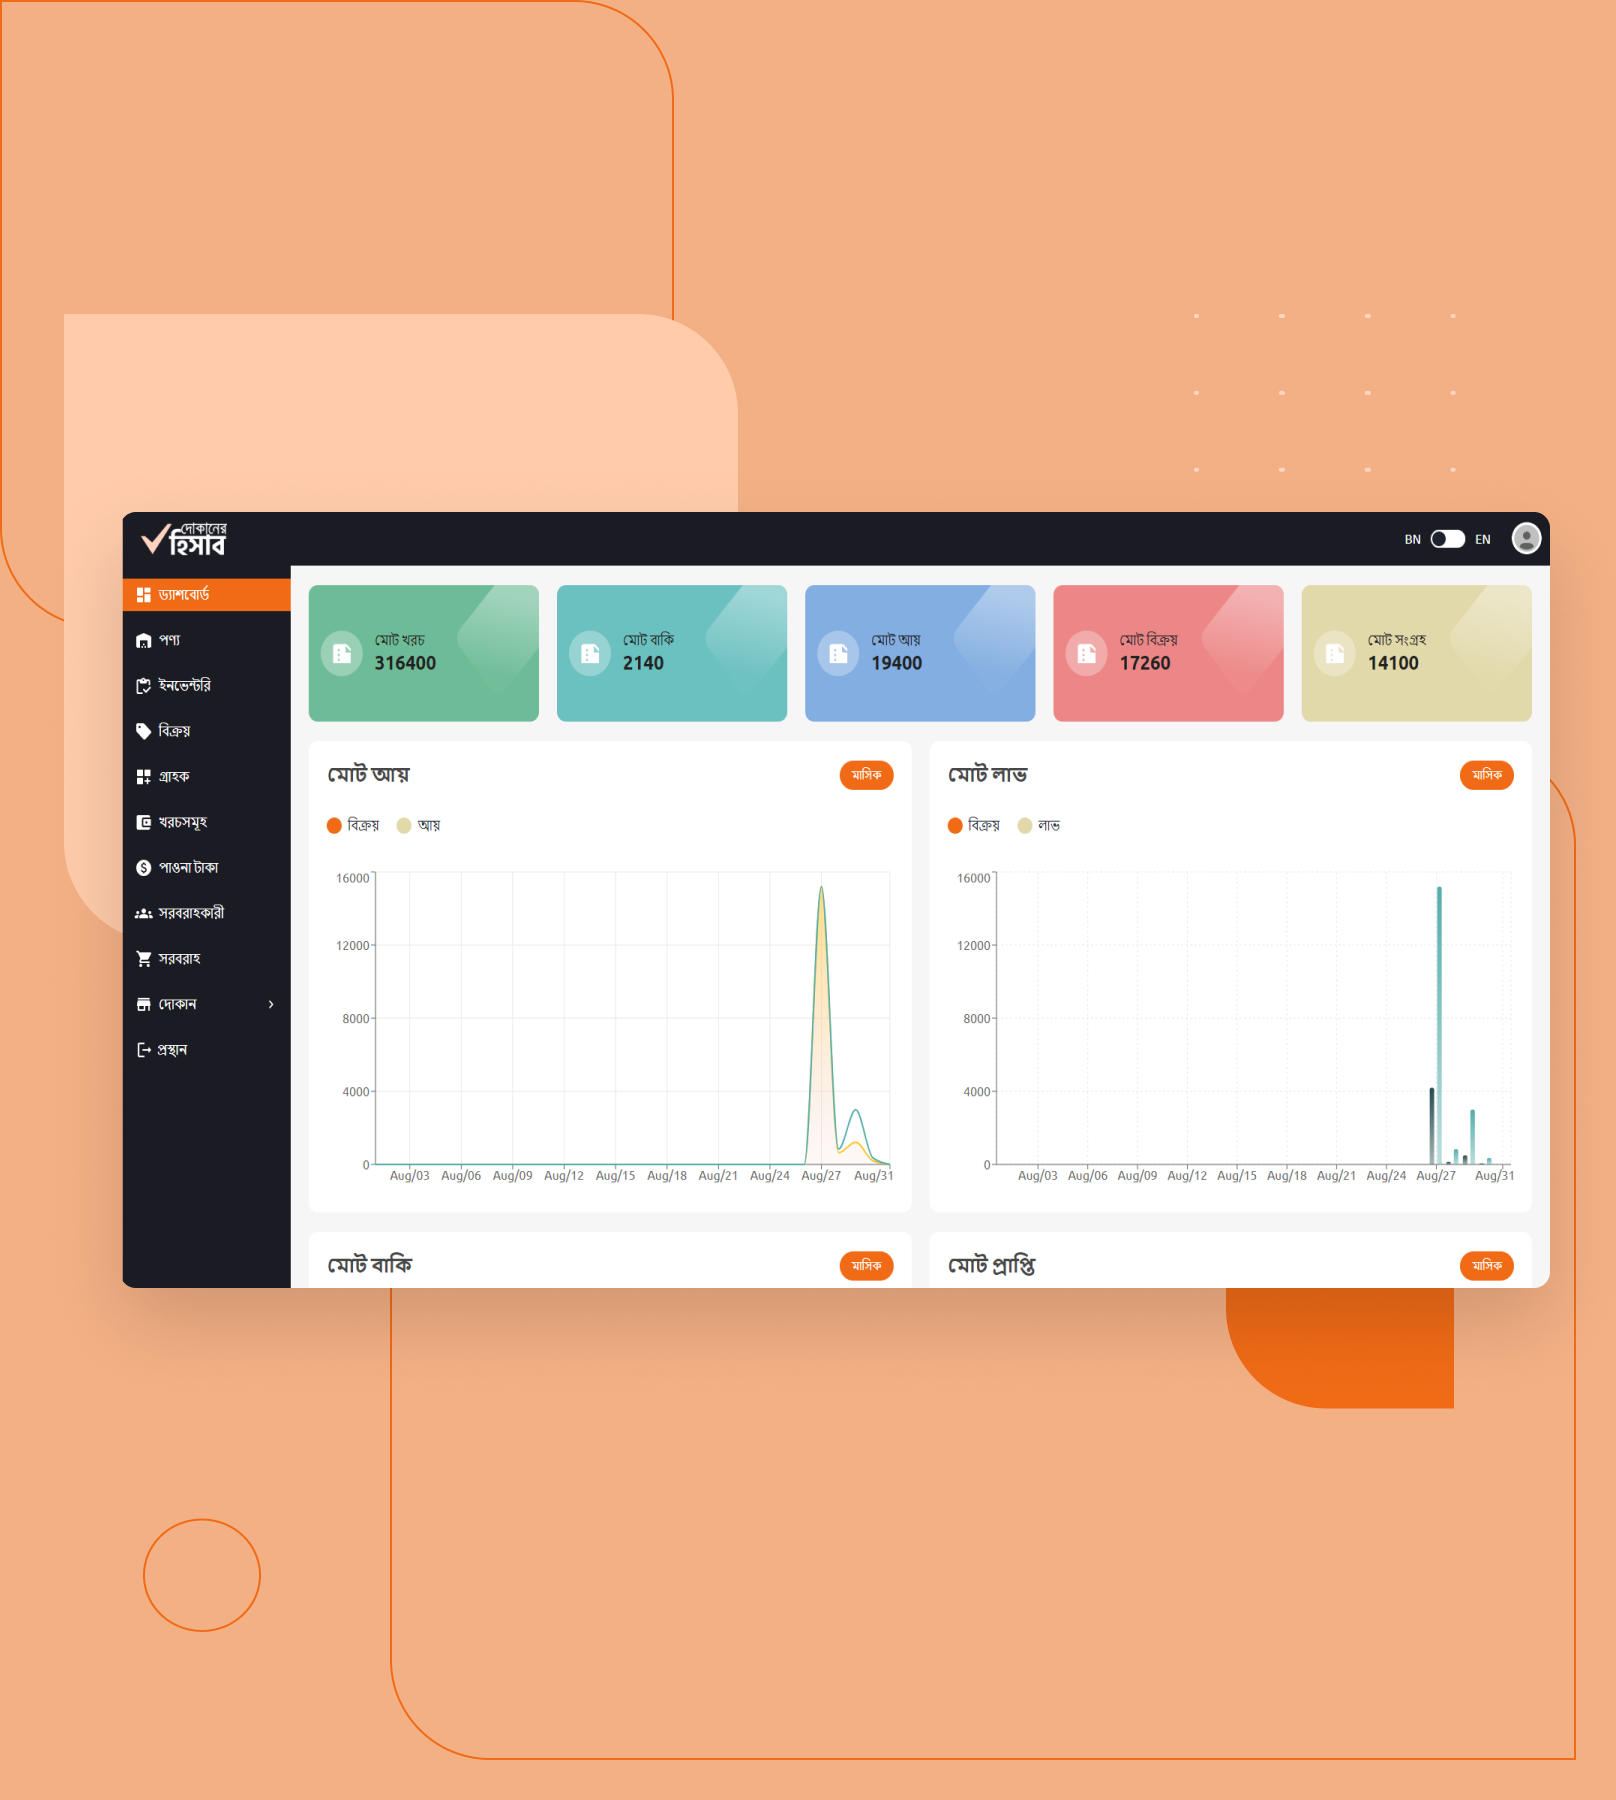 দোকানের
হিসাব
BN EN
ড্যাশবোর্ড
পণ্য
ইনভেন্টরি
বিক্রয়
গ্রাহক
খরচসমূহ
পাওনা টাকা
সরবরাহকারী
সরবরাহ
দোকান
প্রস্থান
মোট খরচ
316400
মোট বাকি
2140
মোট আয়
19400
মোট বিক্রয়
17260
মোট সংগ্রহ
14100
মোট আয়
মাসিক
বিক্রয় আয়
16000
12000
8000
4000
0
Aug/03 Aug/06 Aug/09 Aug/12 Aug/15 Aug/18 Aug/21 Aug/24 Aug/27 Aug/31
মোট লাভ
মাসিক
বিক্রয় লাভ
16000
12000
8000
4000
0
Aug/03 Aug/06 Aug/09 Aug/12 Aug/15 Aug/18 Aug/21 Aug/24 Aug/27 Aug/31
মোট বাকি
মাসিক
মোট প্রাপ্তি
মাসিক